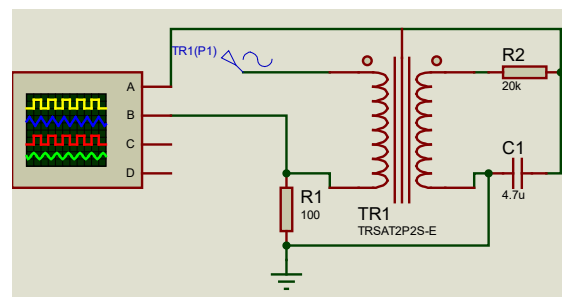 TR1(P1)
A
B
C
D
R2
20k
C1
4.7u
R1
100
TR1
TRSAT2P2S-E